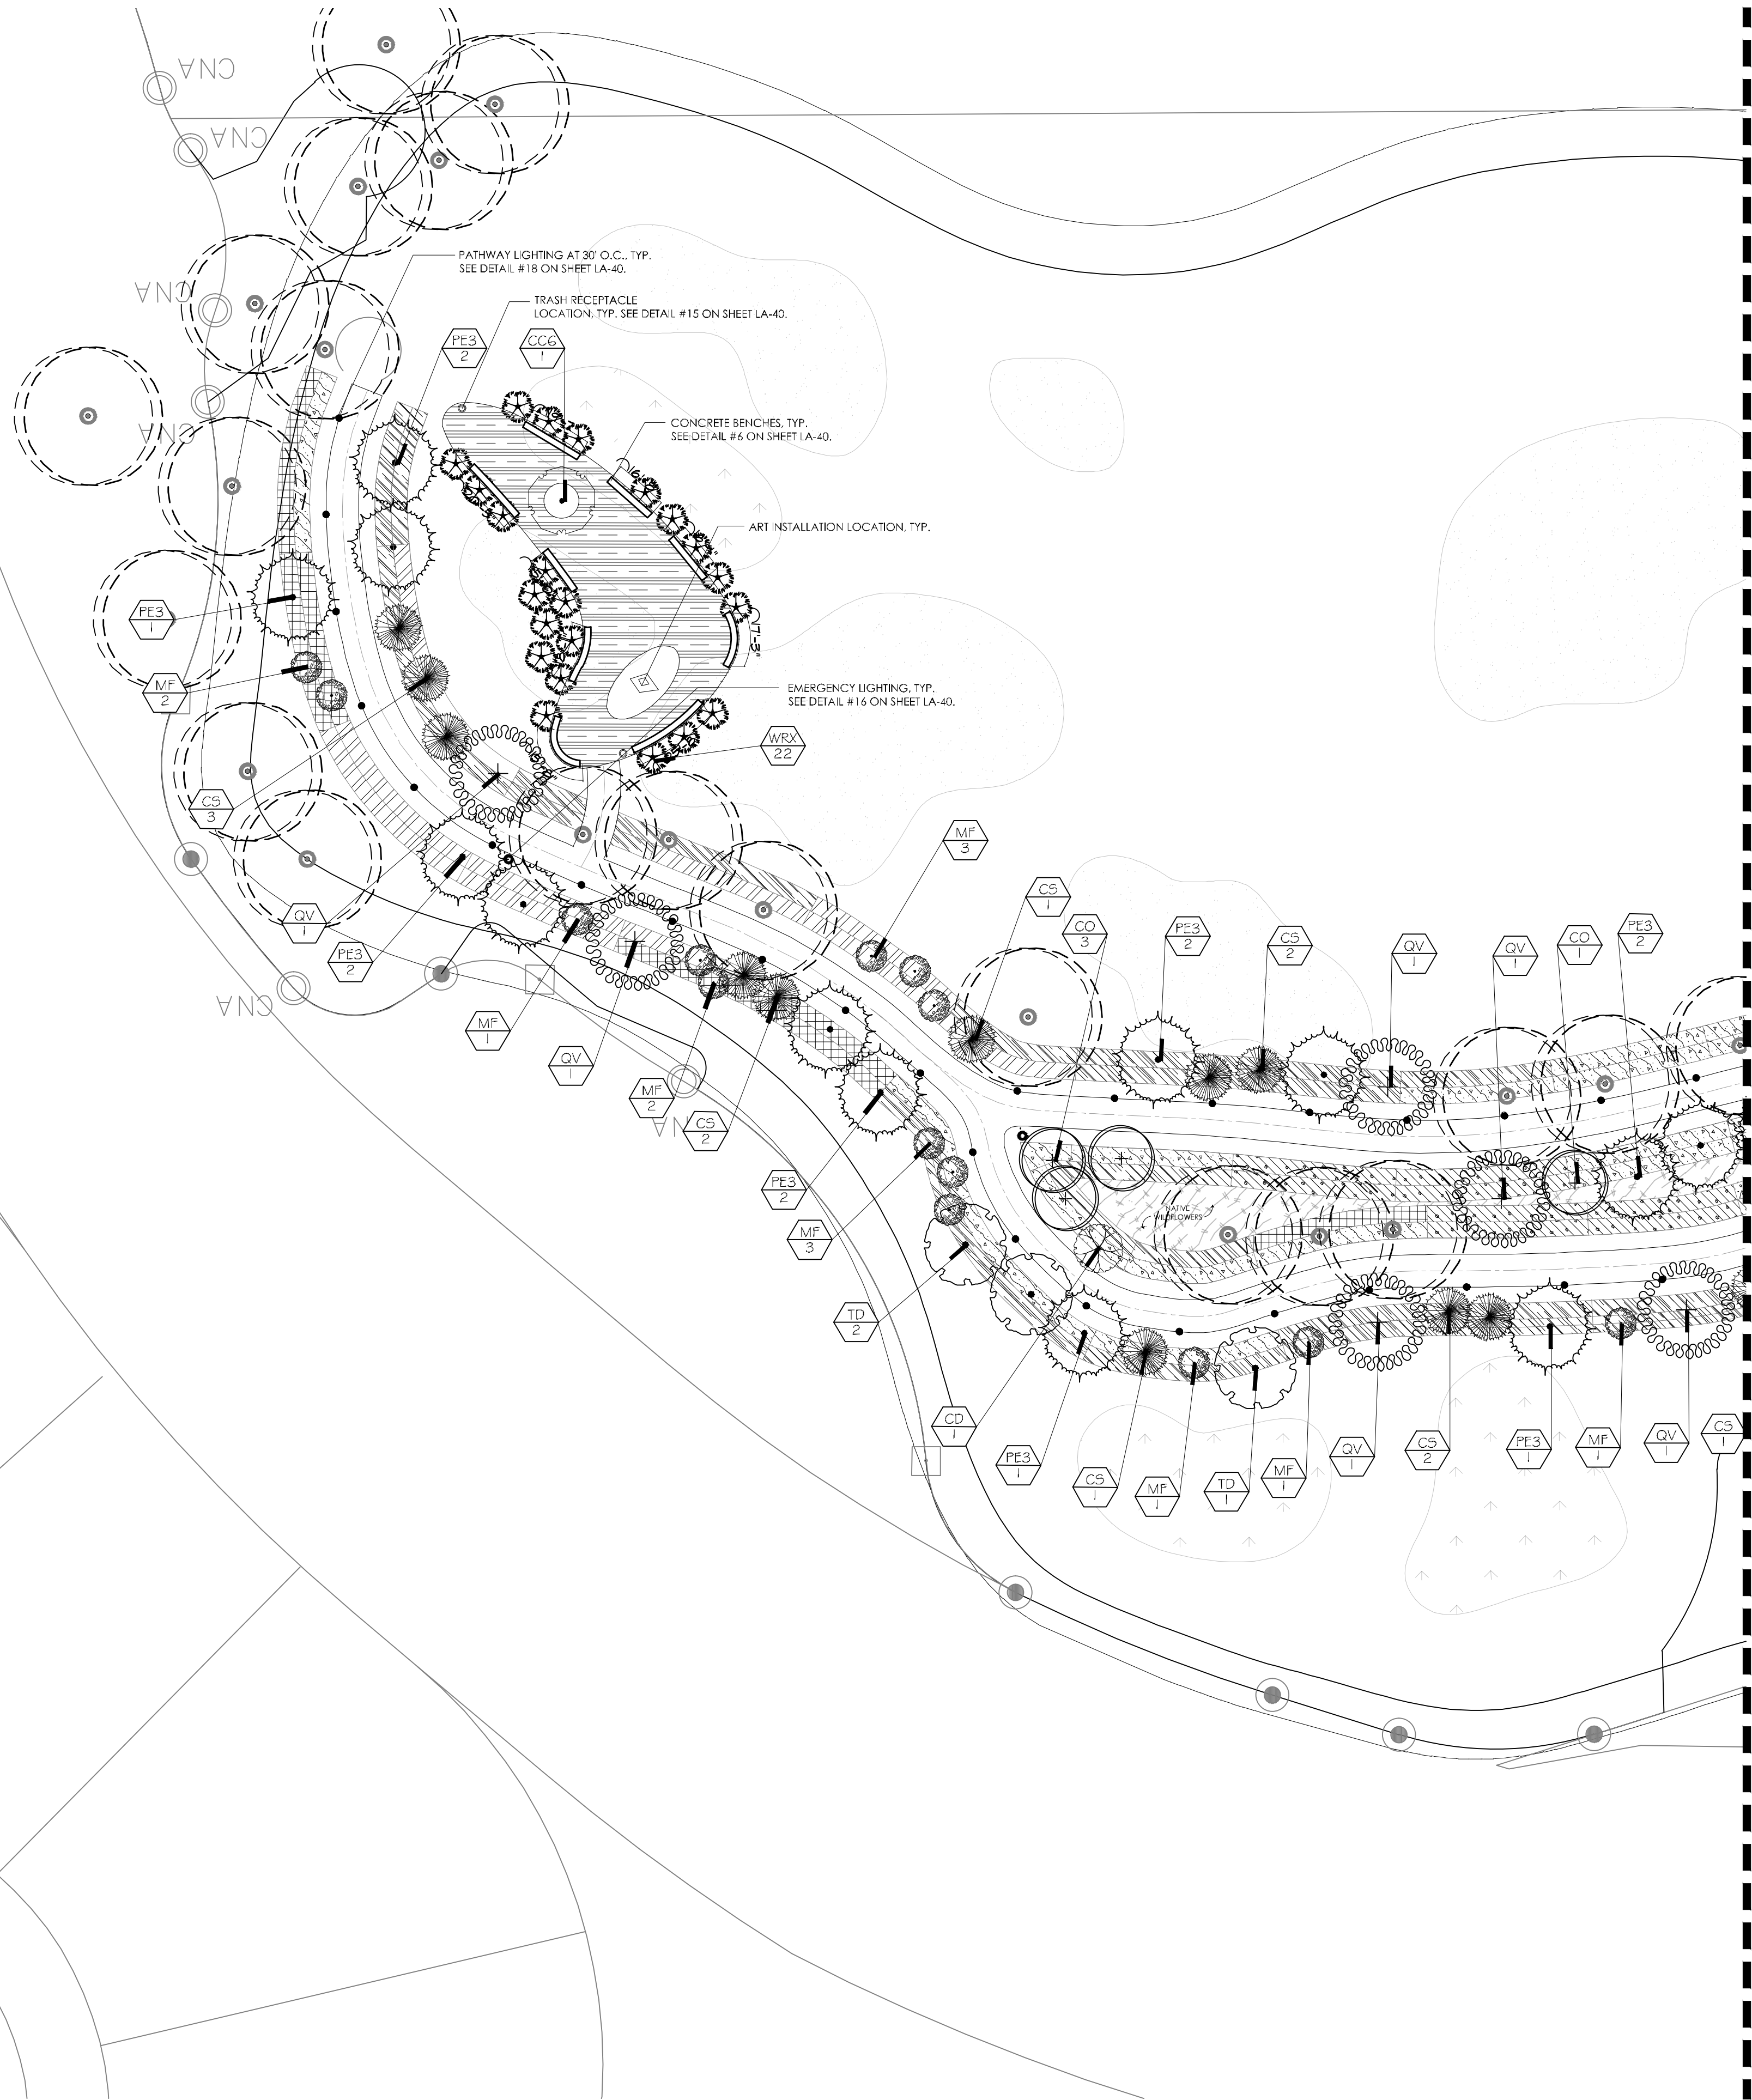 CNA
CNA
PATHWAY LIGHTING AT 30' O.C., TYP.
SEE DETAIL #18 ON SHEET LA-40.
CNA
TRASH RECEPTACLE
LOCATION, TYP. SEE DETAIL #15 ON SHEET LA-40.
PE3
2
CC6
1
CNA
CONCRETE BENCHES, TYP.
SEE DETAIL #6 ON SHEET LA-40.
ART INSTALLATION LOCATION, TYP.
PE3
1
17'-3"
MF
2
EMERGENCY LIGHTING, TYP.
SEE DETAIL #16 ON SHEET LA-40.
WRX
22
CS
3
MF
3
CS
1
QV
1
CO
3
PE3
2
CS
2
QV
1
QV
1
CO
1
PE3
2
PE3
2
CNA
MF
1
QV
1
MF
2
CS
2
PE3
2
NATIVE
WILDFLOWERS
MF
3
TD
2
CD
1
PE3
1
CS
1
MF
1
TD
1
MF
1
QV
1
CS
2
PE3
1
MF
1
QV
1
CS
1